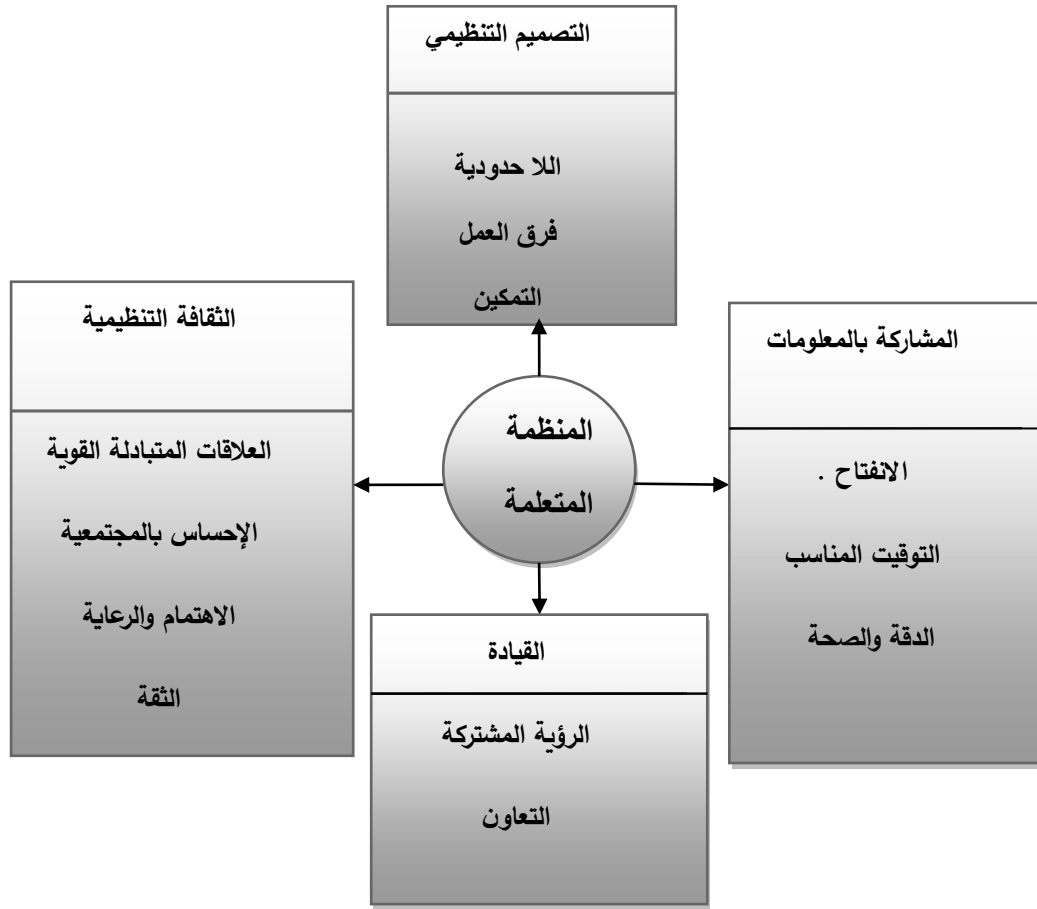 التصميم التنظيمي
اللا حدودية
فرق العمل
التمكين
المشاركة بالمعلومات
الانفتاح .
التوقيت المناسب
الدقة والصحة
المنظمة
المتعلمة
الثقافة التنظيمية
العلاقات المتبادلة القوية
الإحساس بالمجتمعية
الاهتمام والرعاية
الثقة
القيادة
الرؤية المشتركة
التعاون